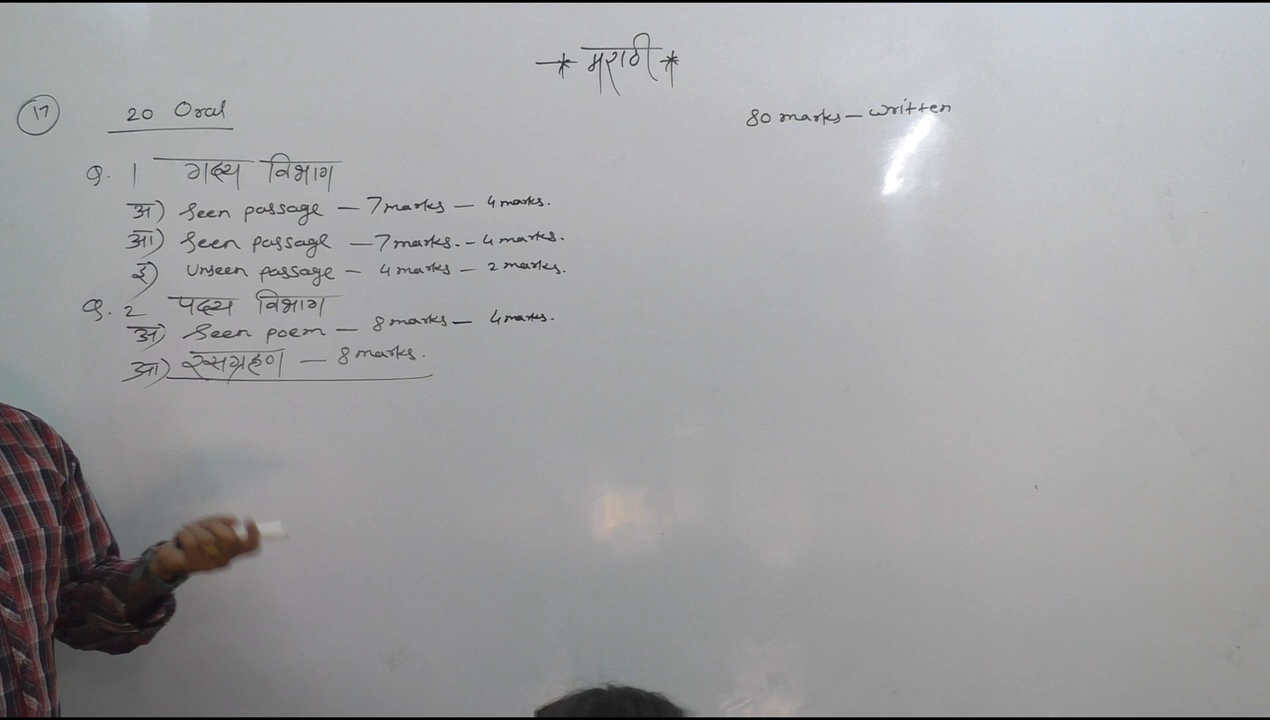 * मराठी *
17 20 Oral 80 marks - written
Q. 1 गद्य विभाग
अ) Seen passage - 7 marks - 4 marks.
आ) Seen passage - 7 marks. - 4 marks.
इ) Unseen passage - 4 marks - 2 marks.
Q. 2 पद्य विभाग
अ) Seen poem - 8 marks - 4 marks.
आ) रसग्रहण - 8 marks.